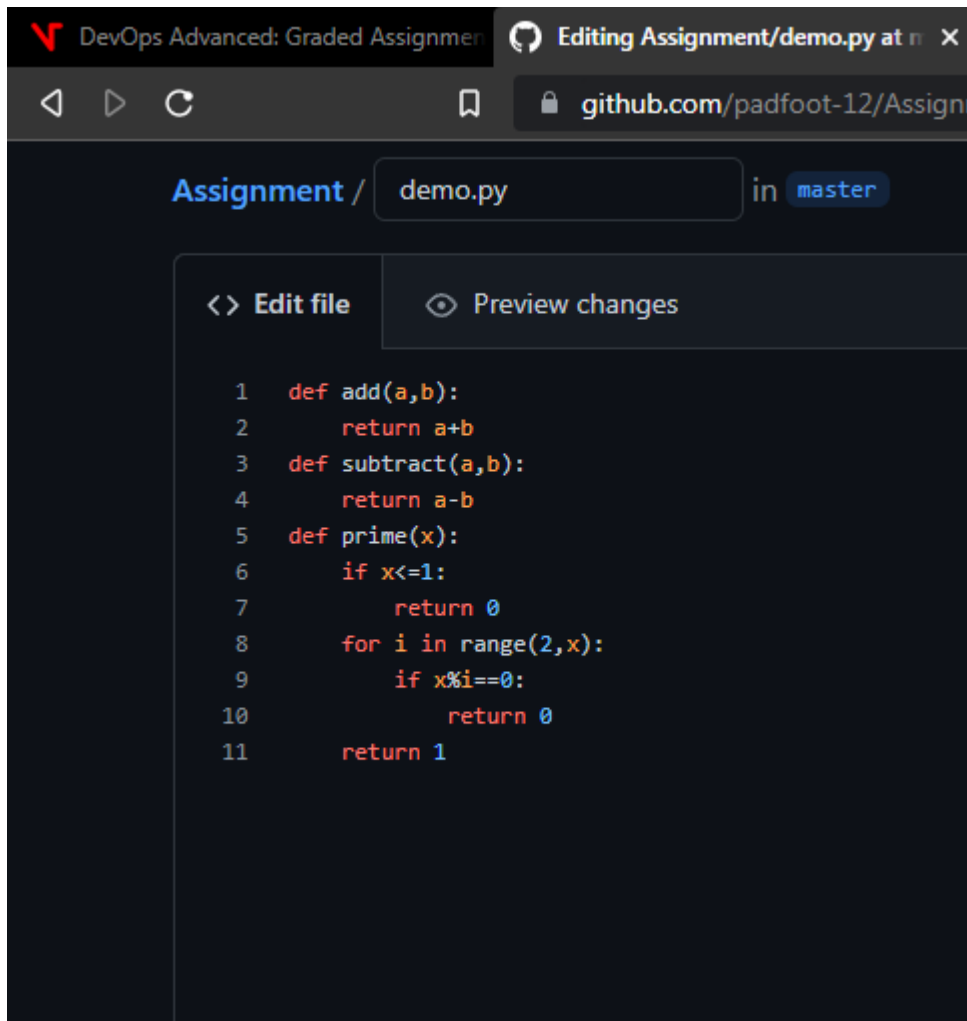 DevOps Advanced: Graded Assignmen
Editing Assignment/demo.py at m
github.com/padfoot-12/Assign
Assignment / demo.py in master
<> Edit file Preview changes
1 def add(a,b):
2     return a+b
3 def subtract(a,b):
4     return a-b
5 def prime(x):
6     if x<=1:
7         return 0
8     for i in range(2,x):
9         if x%i==0:
10             return 0
11     return 1